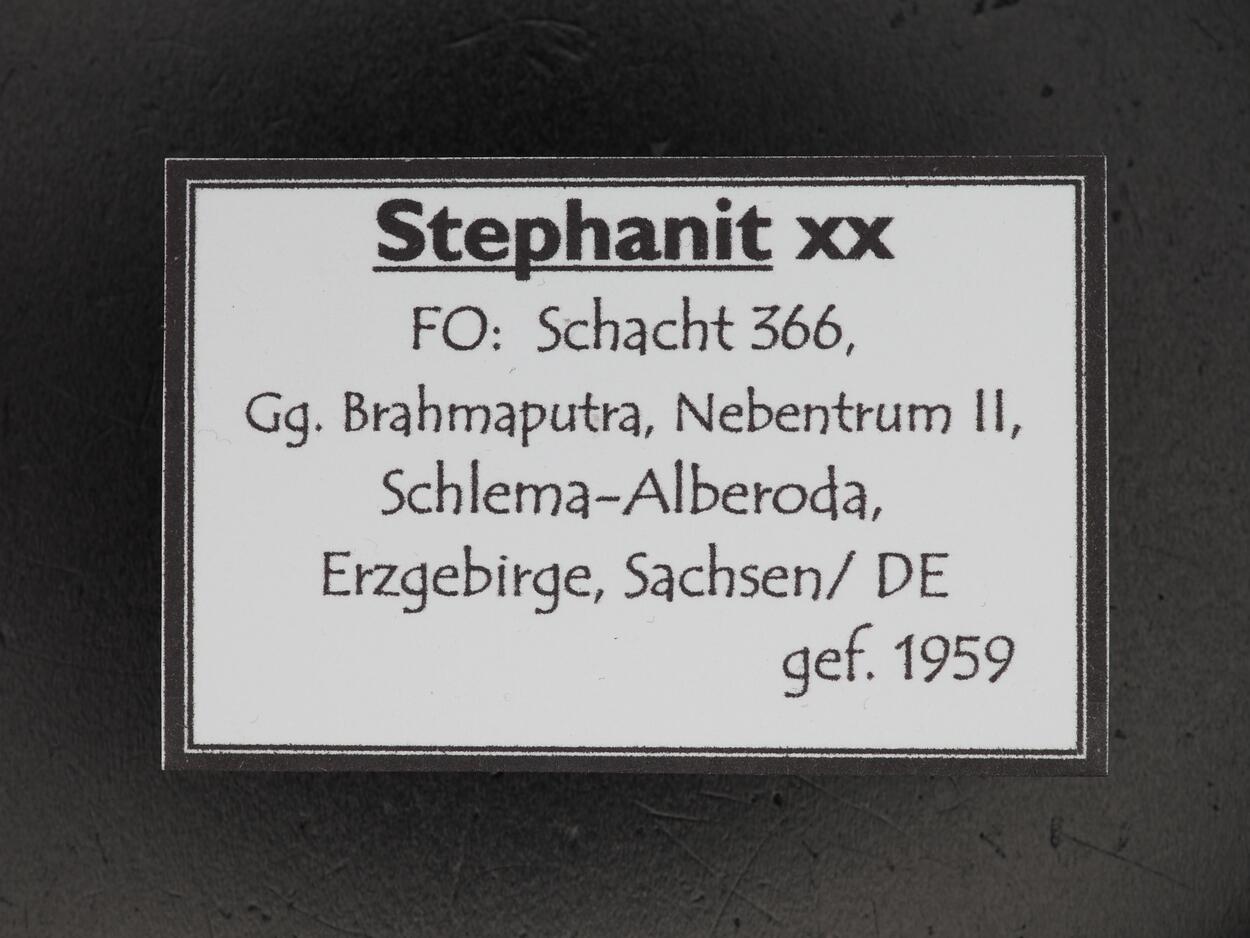 Stephanit xx
FO: Schacht 366,
Gg. Brahmaputra, Nebentrum II,
Schlema-Alberoda,
Erzgebirge, Sachsen/ DE
gef. 1959